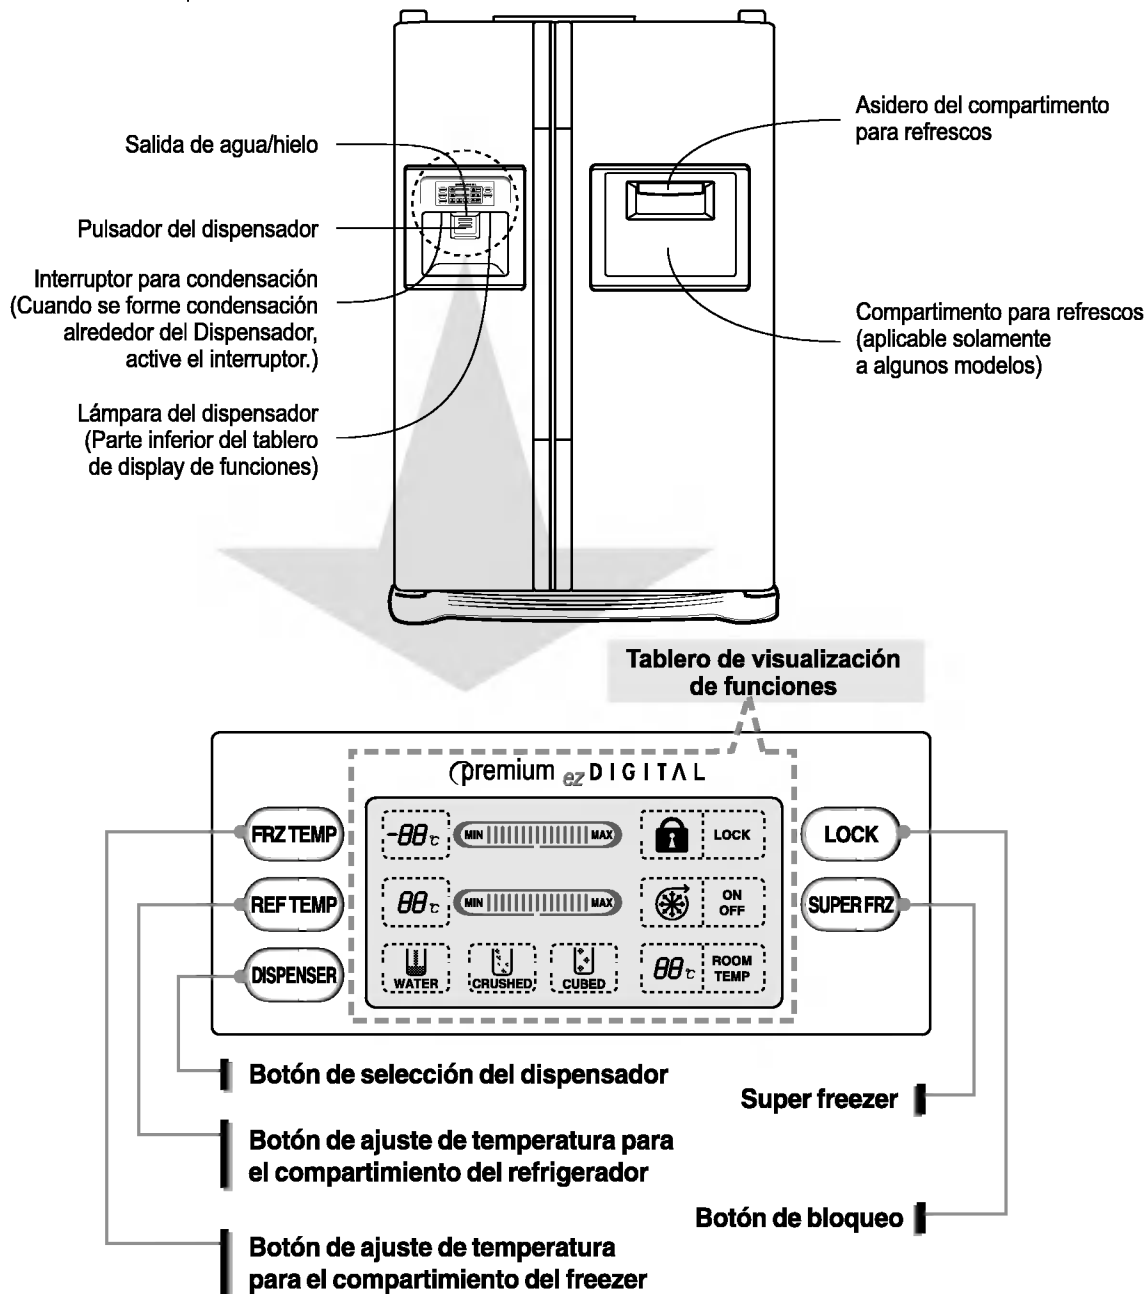 Salida de agua/hielo
Pulsador del dispensador
Interruptor para condensación
(Cuando se forme condensación
alrededor del Dispensador,
active el interruptor.)
Lámpara del dispensador
(Parte inferior del tablero
de display de funciones)
Asidero del compartimento
para refrescos
Compartimento para refrescos
(aplicable solamente
a algunos modelos)
Tablero de visualización
de funciones
premium ez DIGITAL
FRZ TEMP
-88 °C
MIN MAX
LOCK
LOCK
REF TEMP
88 °C
MIN MAX
ON
OFF
SUPER FRZ
DISPENSER
WATER
CRUSHED
CUBED
88 °C
ROOM
TEMP
Botón de selección del dispensador
Super freezer
Botón de ajuste de temperatura para
el compartimiento del refrigerador
Botón de bloqueo
Botón de ajuste de temperatura
para el compartimiento del freezer